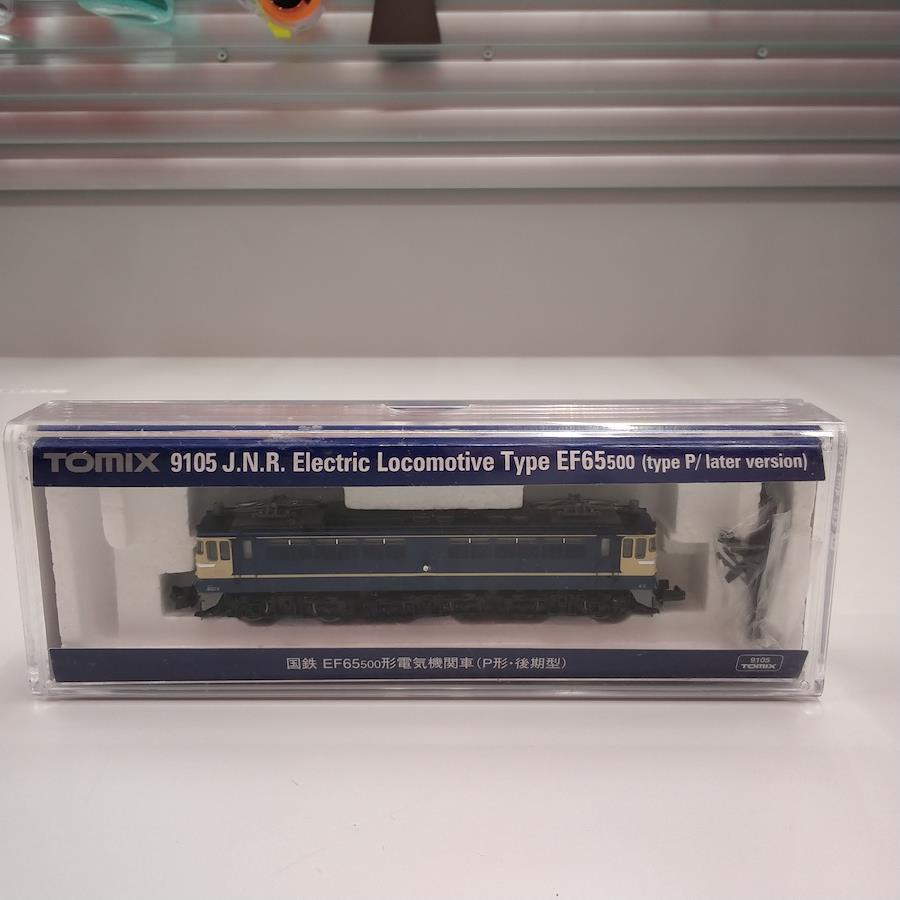 TOMIX 9105 J.N.R. Electric Locomotive Type EF65500 (type P/ later version)
国鉄 EF65500形電気機関車(P形・後期型)
9105
TOMIX